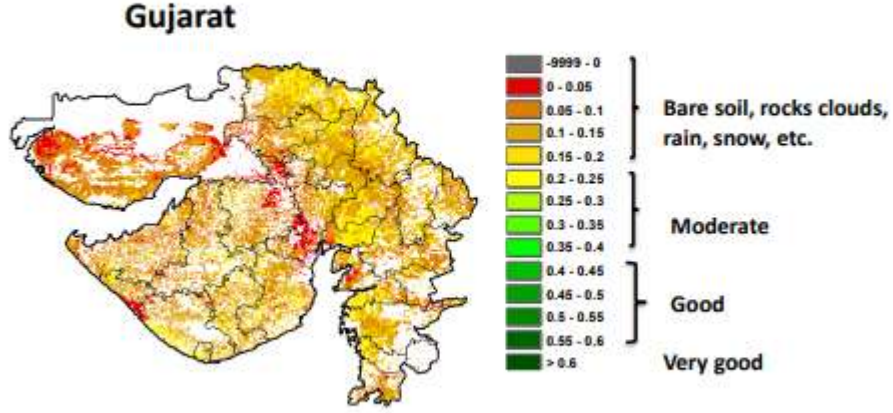 Gujarat
-9999 - 0
0 - 0.05
0.05 - 0.1
0.1 - 0.15
0.15 - 0.2
0.2 - 0.25
0.25 - 0.3
0.3 - 0.35
0.35 - 0.4
0.4 - 0.45
0.45 - 0.5
0.5 - 0.55
0.55 - 0.6
> 0.6
Bare soil, rocks clouds,
rain, snow, etc.
Moderate
Good
Very good